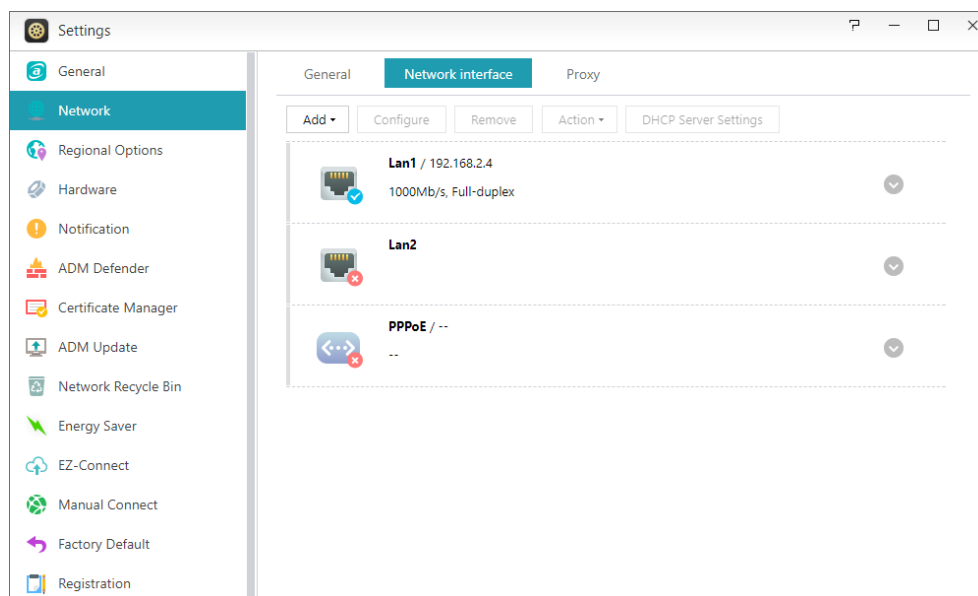 Settings
General
Network
Regional Options
Hardware
Notification
ADM Defender
Certificate Manager
ADM Update
Network Recycle Bin
Energy Saver
EZ-Connect
Manual Connect
Factory Default
Registration
General Network interface Proxy
Add Configure Remove Action DHCP Server Settings
Lan1 / 192.168.2.4
1000Mb/s, Full-duplex
Lan2
PPPoE / --
--